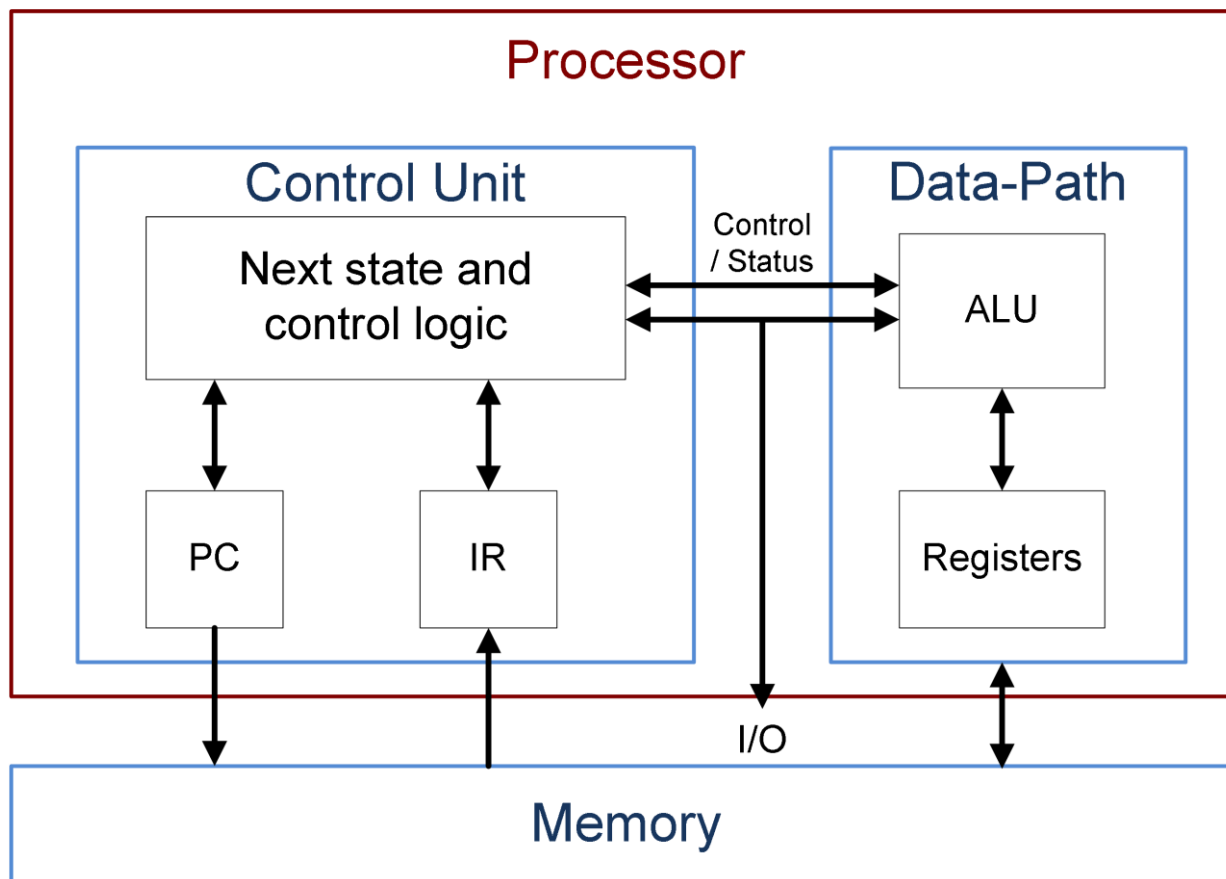 Processor
Control Unit
Data-Path
Next state and
control logic
Control
/ Status
ALU
PC
IR
Registers
I/O
Memory